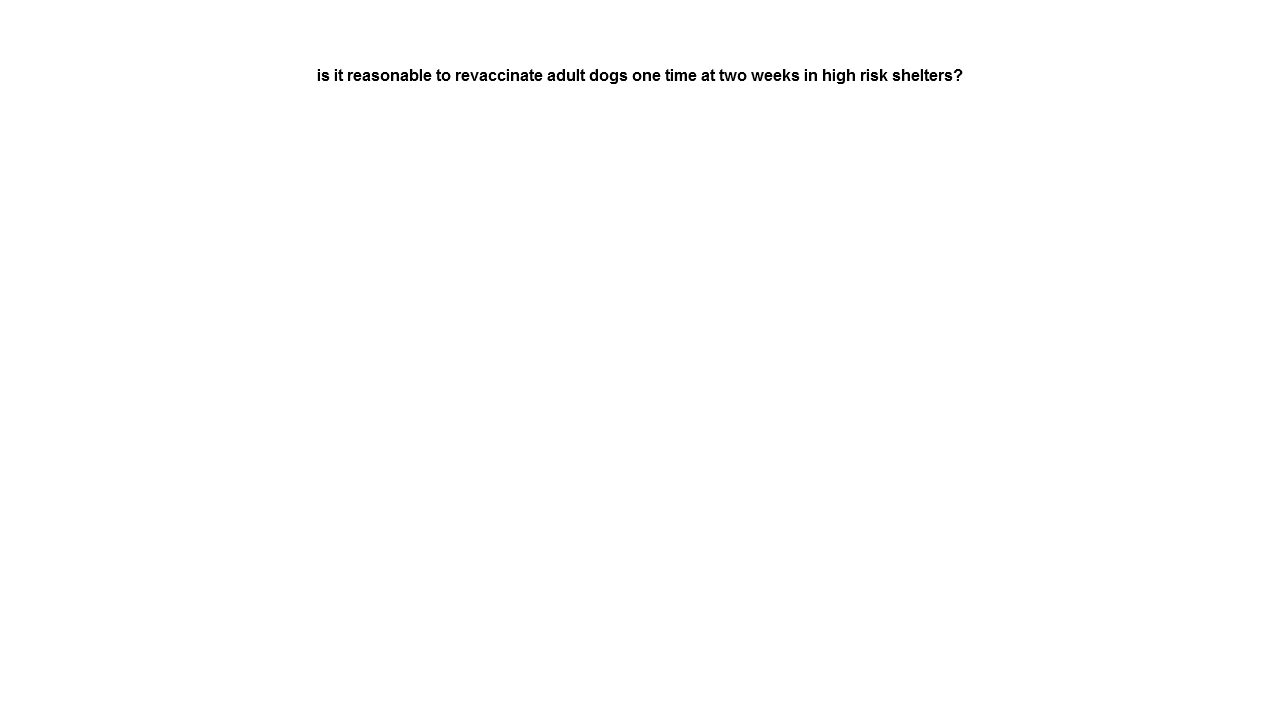 is it reasonable to revaccinate adult dogs one time at two weeks in high risk shelters?